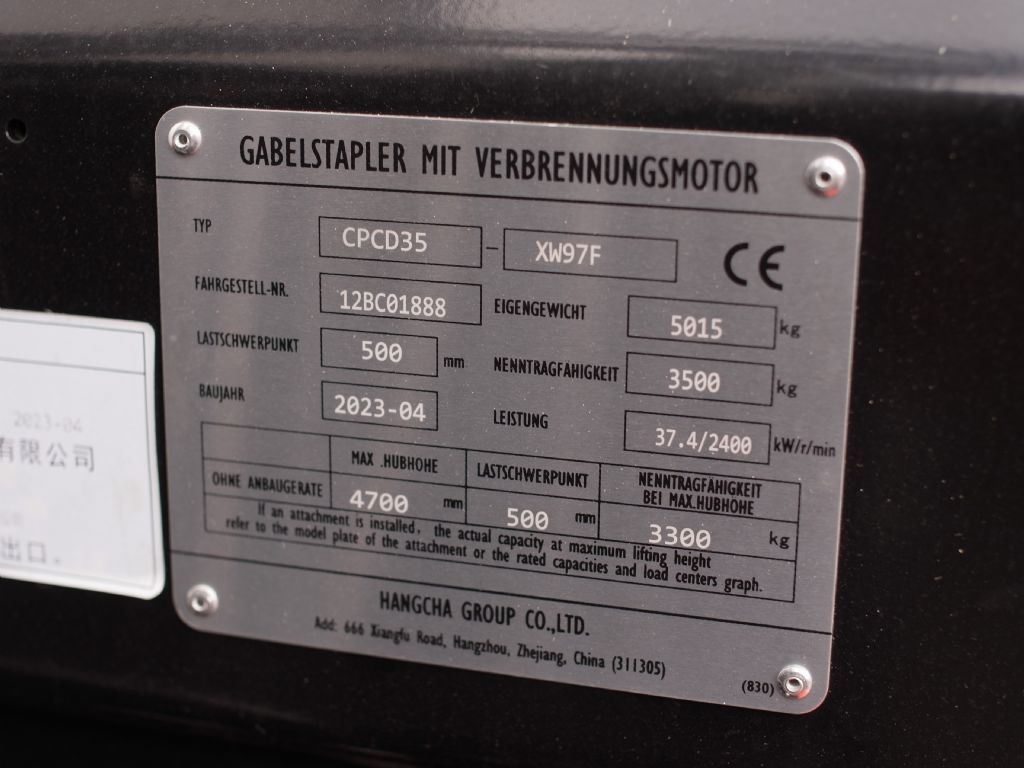 GABELSTAPLER MIT VERBRENNUNGSMOTOR
TYP CPCD35 - XW97F CE
FAHRGESTELL-NR. 12BC01888 EIGENGEWICHT 5015 kg
LASTSCHWERPUNKT 500 mm NENNTRAGFÄHIGKEIT 3500 kg
BAUJAHR 2023-04 LEISTUNG 37.4/2400 kW/r/min
MAX .HUBHOHE LASTSCHWERPUNKT NENNTRAGFÄHIGKEIT
BEI MAX.HUBHÖHE
OHNE ANBAUGERATE 4700 mm 500 mm 3300 kg
If an attachment is installed, the actual capacity at maximum lifting height
refer to the model plate of the attachment or the rated capacities and load centers graph.
HANGCHA GROUP CO.,LTD.
Add: 666 Xiangfu Road, Hangzhou, Zhejiang, China (311305)
(830)
2023-04
有限公司
出口.